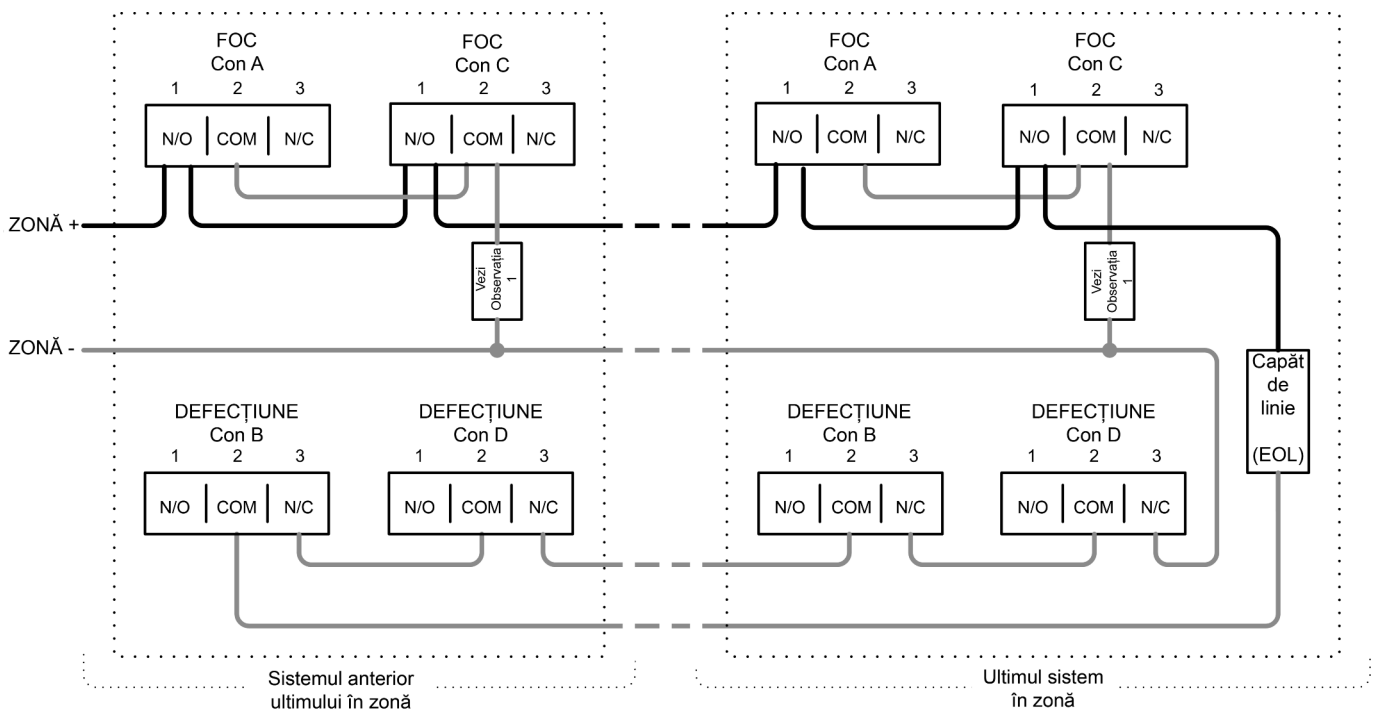 FOC
Con A
1 2 3
N/O COM N/C
FOC
Con C
1 2 3
N/O COM N/C
FOC
Con A
1 2 3
N/O COM N/C
FOC
Con C
1 2 3
N/O COM N/C
ZONĂ +
Vezi
Observația
1
Vezi
Observația
1
ZONĂ -
Capăt
de
linie
(EOL)
DEFECȚIUNE
Con B
1 2 3
N/O COM N/C
DEFECȚIUNE
Con D
1 2 3
N/O COM N/C
DEFECȚIUNE
Con B
1 2 3
N/O COM N/C
DEFECȚIUNE
Con D
1 2 3
N/O COM N/C
Sistemul anterior
ultimului în zonă
Ultimul sistem
în zonă